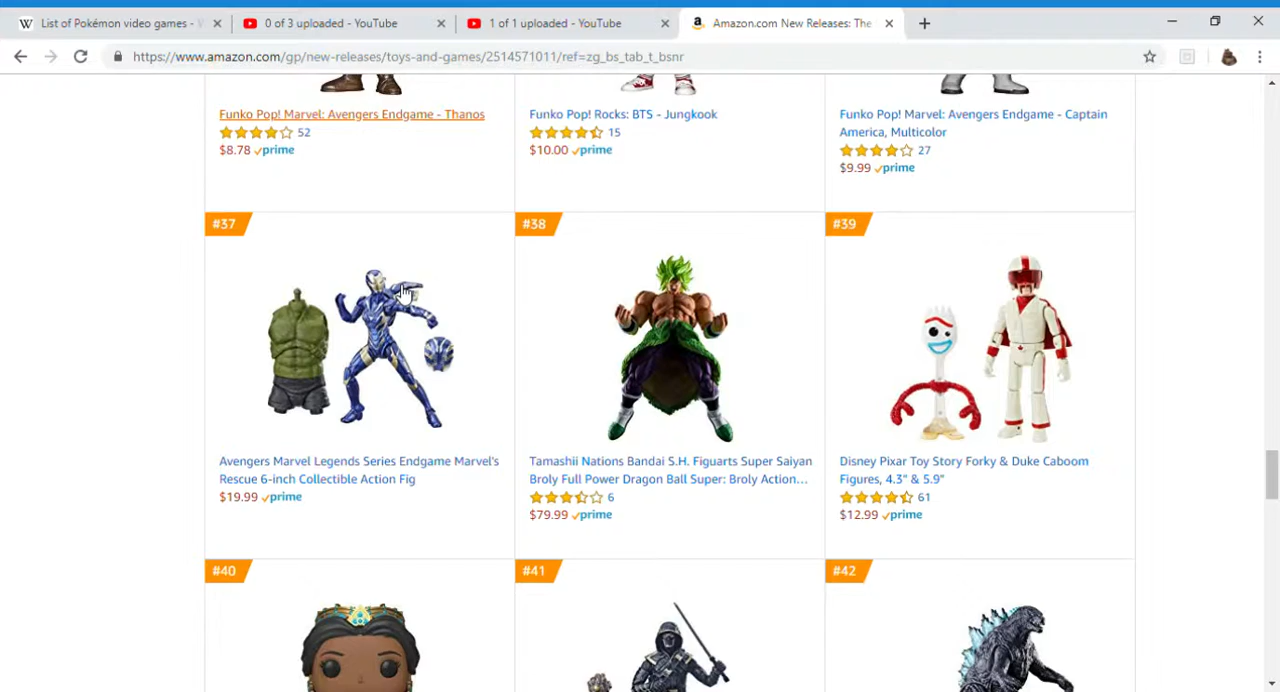 List of Pokémon video games -
0 of 3 uploaded - YouTube
1 of 1 uploaded - YouTube
Amazon.com New Releases: The
https://www.amazon.com/gp/new-releases/toys-and-games/2514571011/ref=zg_bs_tab_t_bsnr
Funko Pop! Marvel: Avengers Endgame - Thanos
52
$8.78 prime
Funko Pop! Rocks: BTS - Jungkook
15
$10.00 prime
Funko Pop! Marvel: Avengers Endgame - Captain
America, Multicolor
27
$9.99 prime
#37
Avengers Marvel Legends Series Endgame Marvel's
Rescue 6-inch Collectible Action Fig
$19.99 prime
#38
Tamashii Nations Bandai S.H. Figuarts Super Saiyan
Broly Full Power Dragon Ball Super: Broly Action...
6
$79.99 prime
#39
Disney Pixar Toy Story Forky & Duke Caboom
Figures, 4.3" & 5.9"
61
$12.99 prime
#40
#41
#42